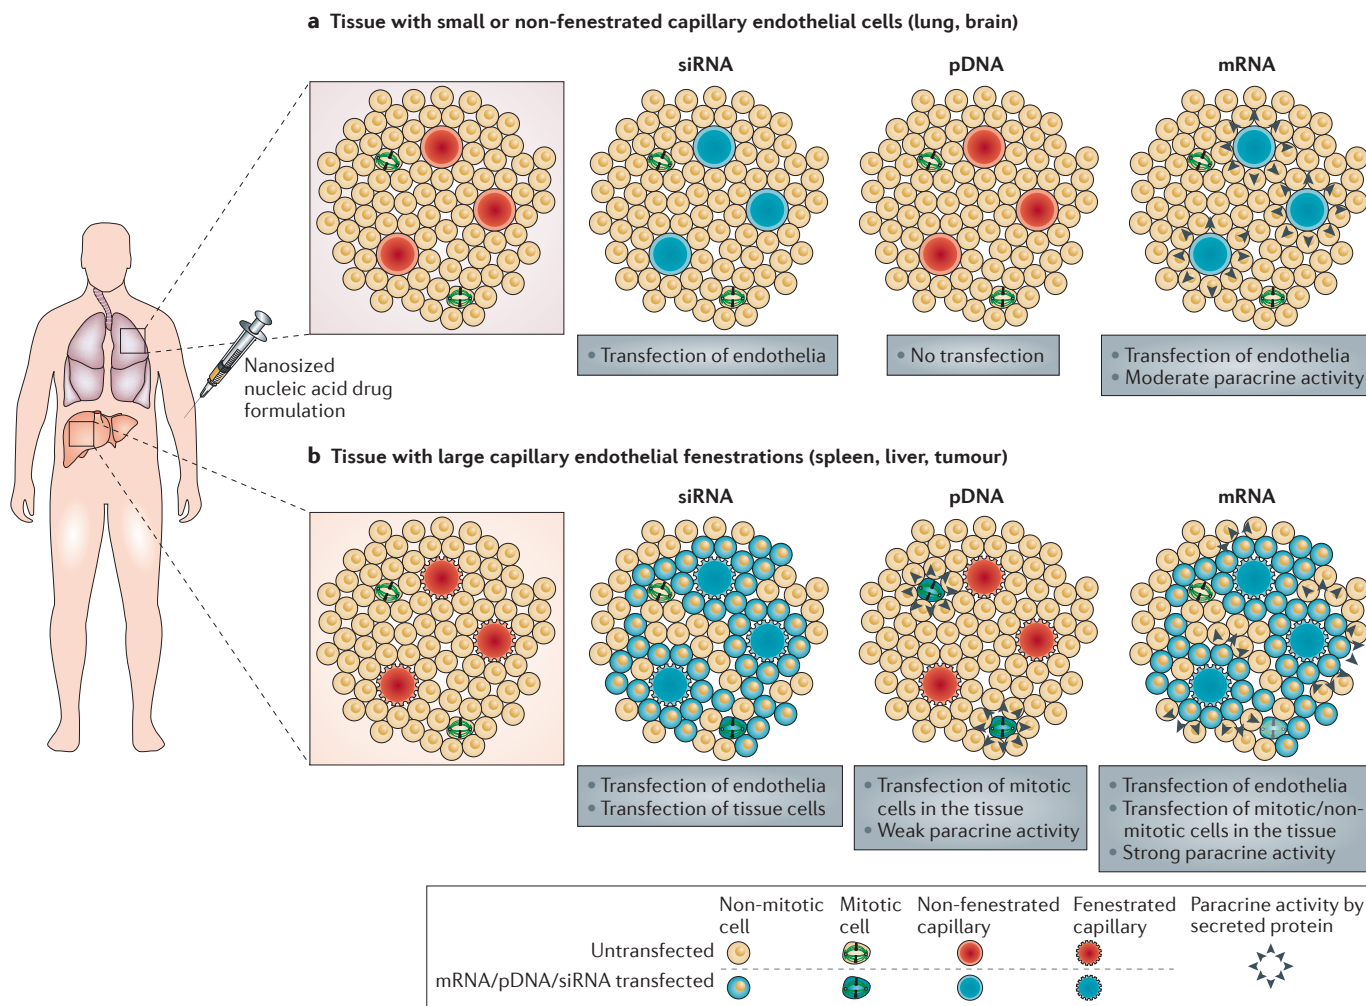 a Tissue with small or non-fenestrated capillary endothelial cells (lung, brain)
siRNA
pDNA
mRNA
• Transfection of endothelia
• No transfection
• Transfection of endothelia
• Moderate paracrine activity
Nanosized
nucleic acid drug
formulation
b Tissue with large capillary endothelial fenestrations (spleen, liver, tumour)
siRNA
pDNA
mRNA
• Transfection of endothelia
• Transfection of tissue cells
• Transfection of mitotic
cells in the tissue
• Weak paracrine activity
• Transfection of endothelia
• Transfection of mitotic/non-
mitotic cells in the tissue
• Strong paracrine activity
Non-mitotic
cell
Mitotic
cell
Non-fenestrated
capillary
Fenestrated
capillary
Paracrine activity by
secreted protein
Untransfected
mRNA/pDNA/siRNA transfected